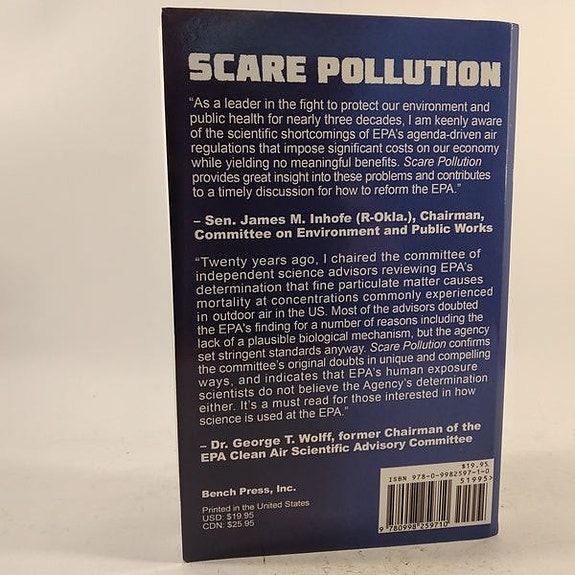 SCARE POLLUTION
“As a leader in the fight to protect our environment and
public health for nearly three decades, I am keenly aware
of the scientific shortcomings of EPA’s agenda-driven air
regulations that impose significant costs on our economy
while yielding no meaningful benefits. Scare Pollution
provides great insight into these problems and contributes
to a timely discussion for how to reform the EPA.”
– Sen. James M. Inhofe (R-Okla.), Chairman,
Committee on Environment and Public Works
“Twenty years ago, I chaired the committee of
independent science advisors reviewing EPA’s
determination that fine particulate matter causes
mortality at concentrations commonly experienced
in outdoor air in the US. Most of the advisors doubted
the EPA's finding for a number of reasons including the
lack of a plausible biological mechanism, but the agency
set stringent standards anyway. Scare Pollution confirms
the committee’s original doubts in unique and compelling
ways, and indicates that EPA’s human exposure
scientists do not believe the Agency’s determination
either. It’s a must read for those interested in how
science is used at the EPA.”
– Dr. George T. Wolff, former Chairman of the
EPA Clean Air Scientific Advisory Committee
Bench Press, Inc.
Printed in the United States
USD: $19.95
CDN: $25.95
$19.95
ISBN 978-0-9982597-1-0
51995>
9 780998 259710